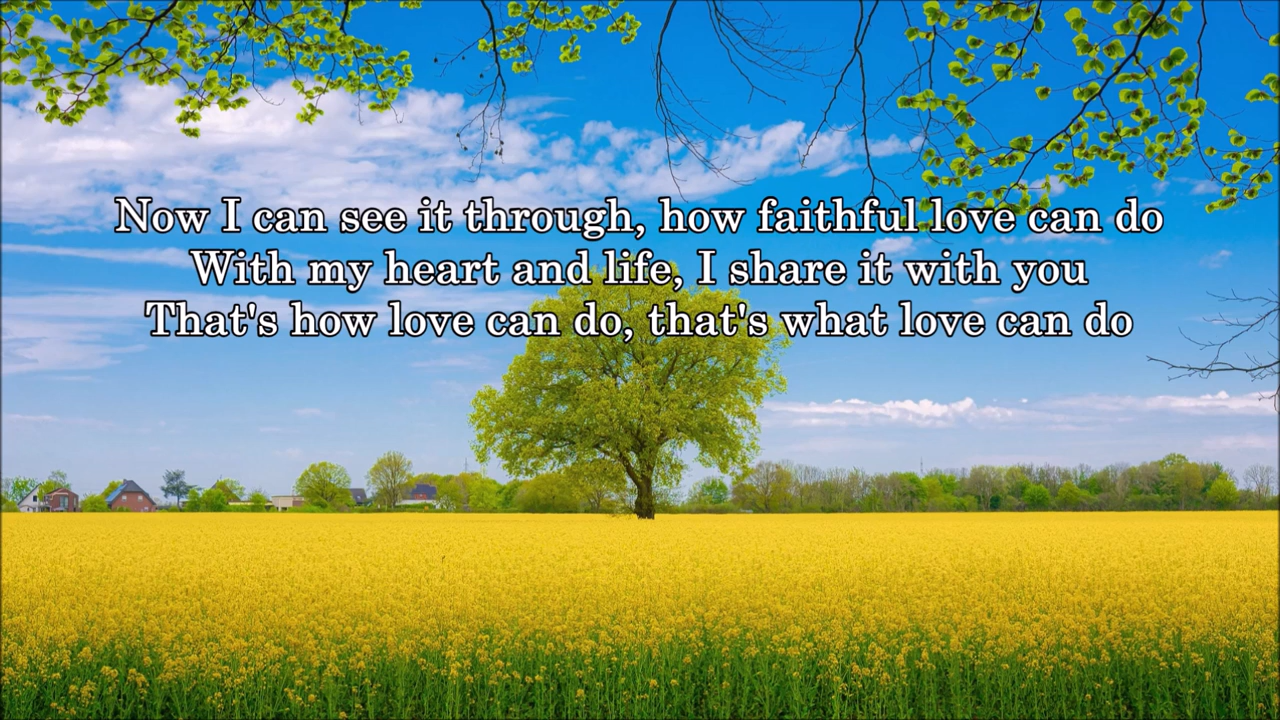 Now I can see it through, how faithful love can do
With my heart and life, I share it with you
That's how love can do, that's what love can do